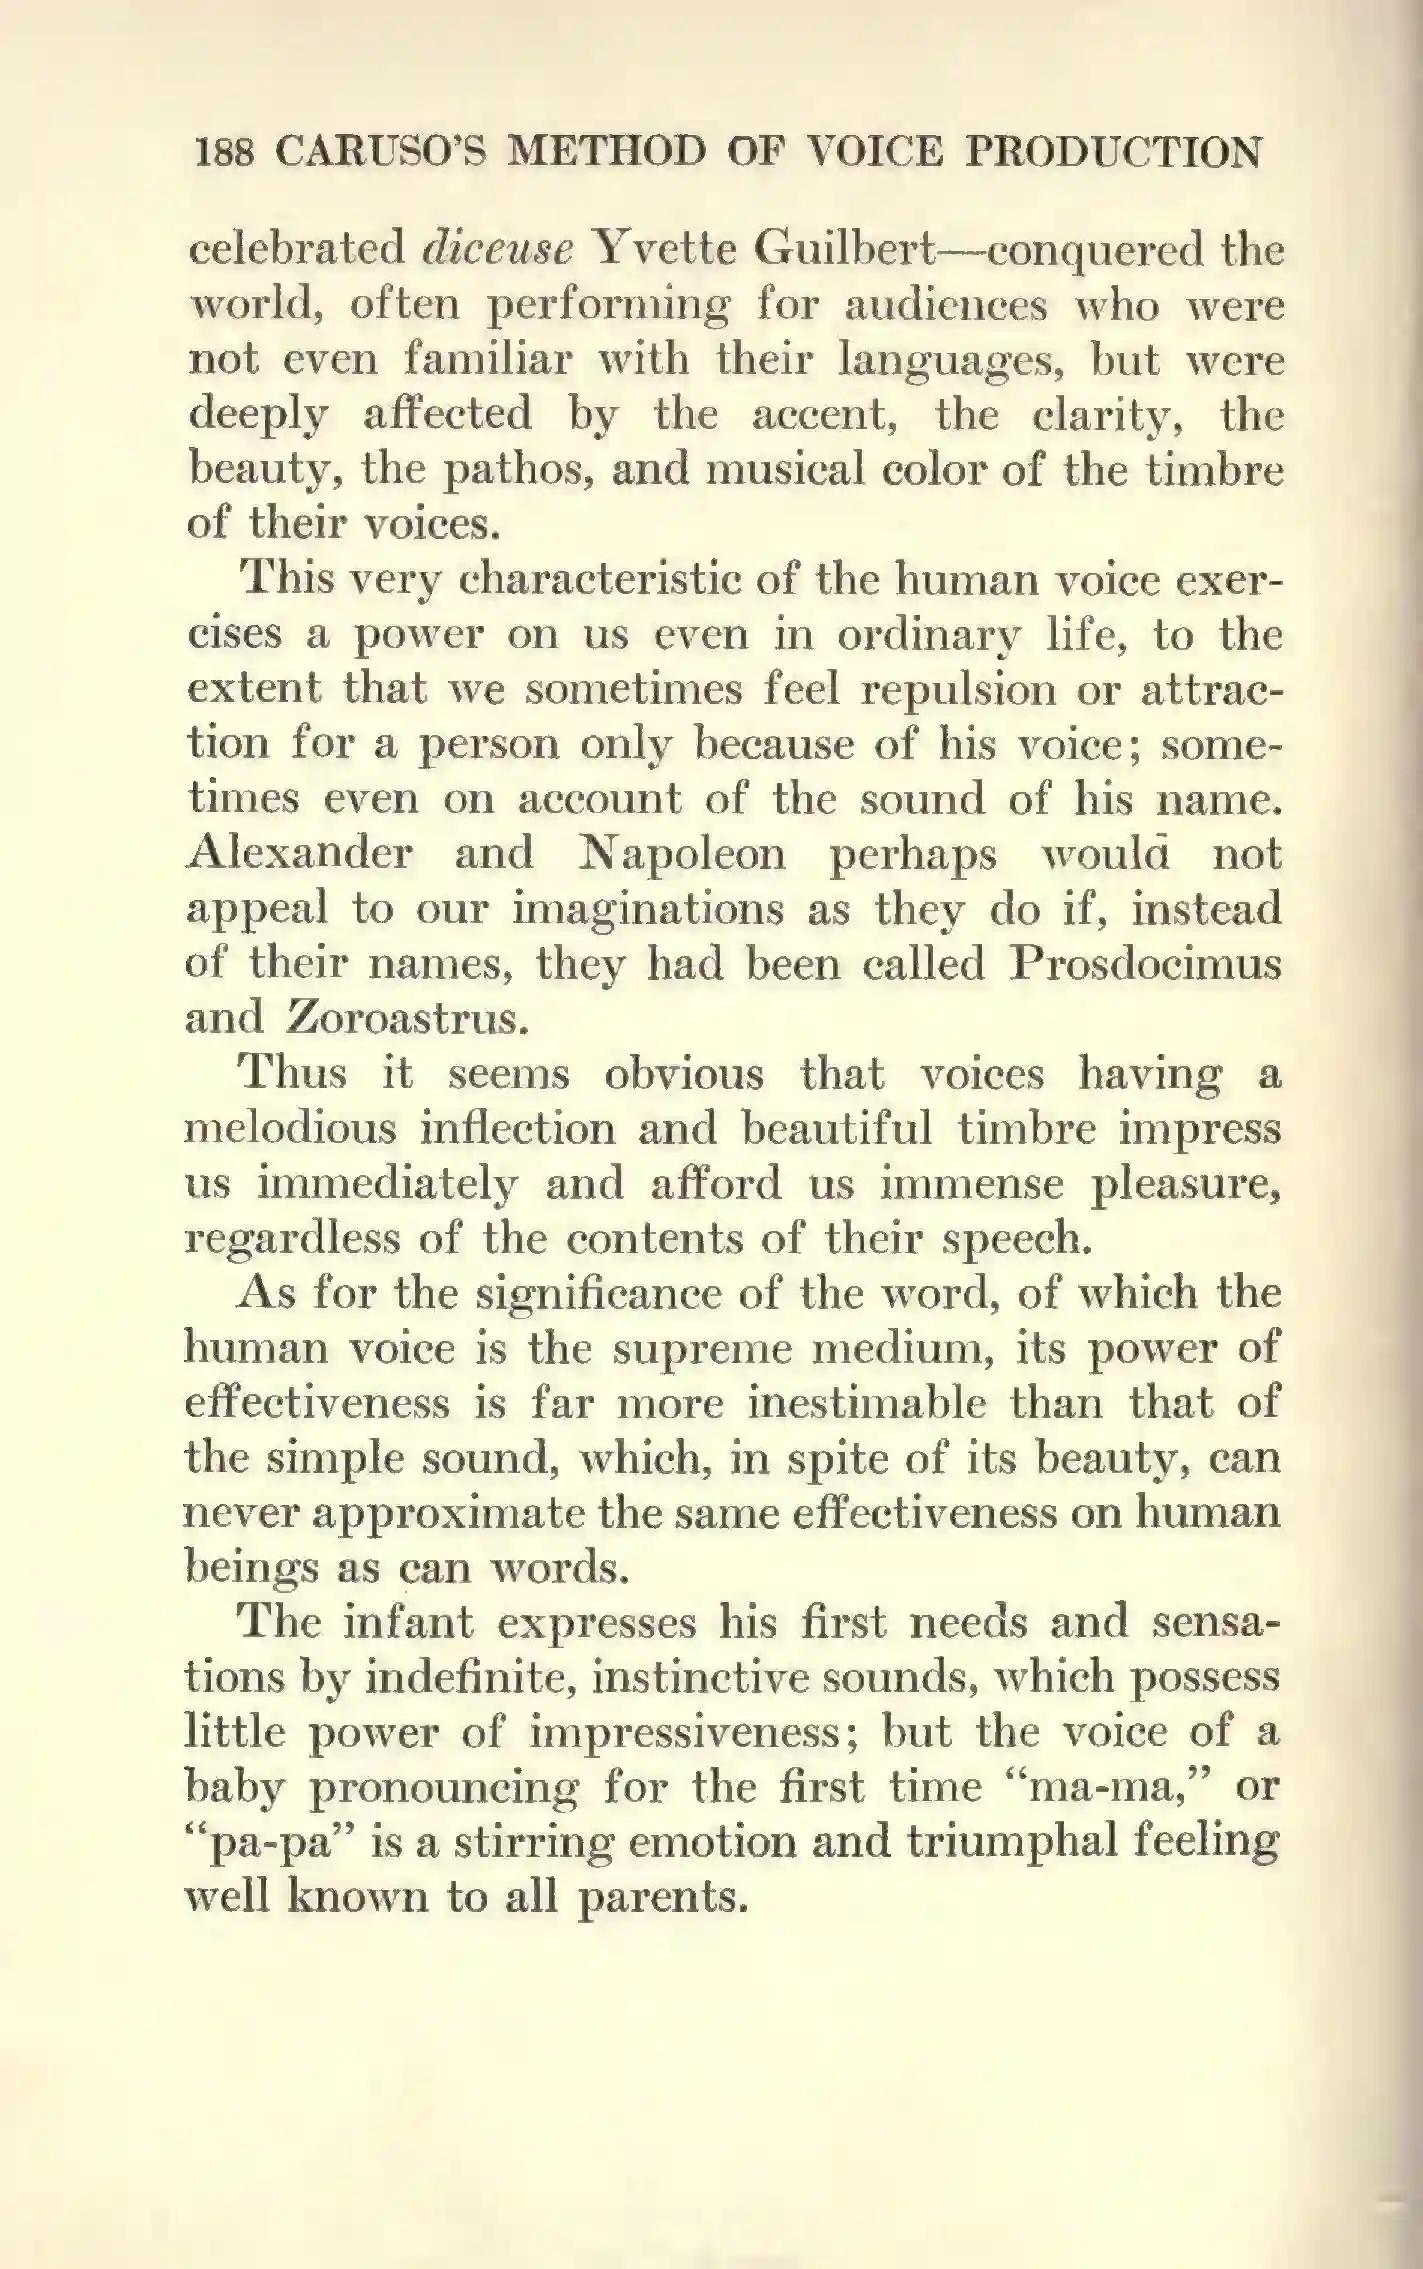 188 CARUSO'S METHOD OF VOICE PRODUCTION
celebrated diceuse Yvette Guilbert—conquered the
world, often performing for audiences who were
not even familiar with their languages, but were
deeply affected by the accent, the clarity, the
beauty, the pathos, and musical color of the timbre
of their voices.
This very characteristic of the human voice exer-
cises a power on us even in ordinary life, to the
extent that we sometimes feel repulsion or attrac-
tion for a person only because of his voice; some-
times even on account of the sound of his name.
Alexander and Napoleon perhaps would not
appeal to our imaginations as they do if, instead
of their names, they had been called Prosdocimus
and Zoroastrus.
Thus it seems obvious that voices having a
melodious inflection and beautiful timbre impress
us immediately and afford us immense pleasure,
regardless of the contents of their speech.
As for the significance of the word, of which the
human voice is the supreme medium, its power of
effectiveness is far more inestimable than that of
the simple sound, which, in spite of its beauty, can
never approximate the same effectiveness on human
beings as can words.
The infant expresses his first needs and sensa-
tions by indefinite, instinctive sounds, which possess
little power of impressiveness; but the voice of a
baby pronouncing for the first time "ma-ma," or
"pa-pa" is a stirring emotion and triumphal feeling
well known to all parents.